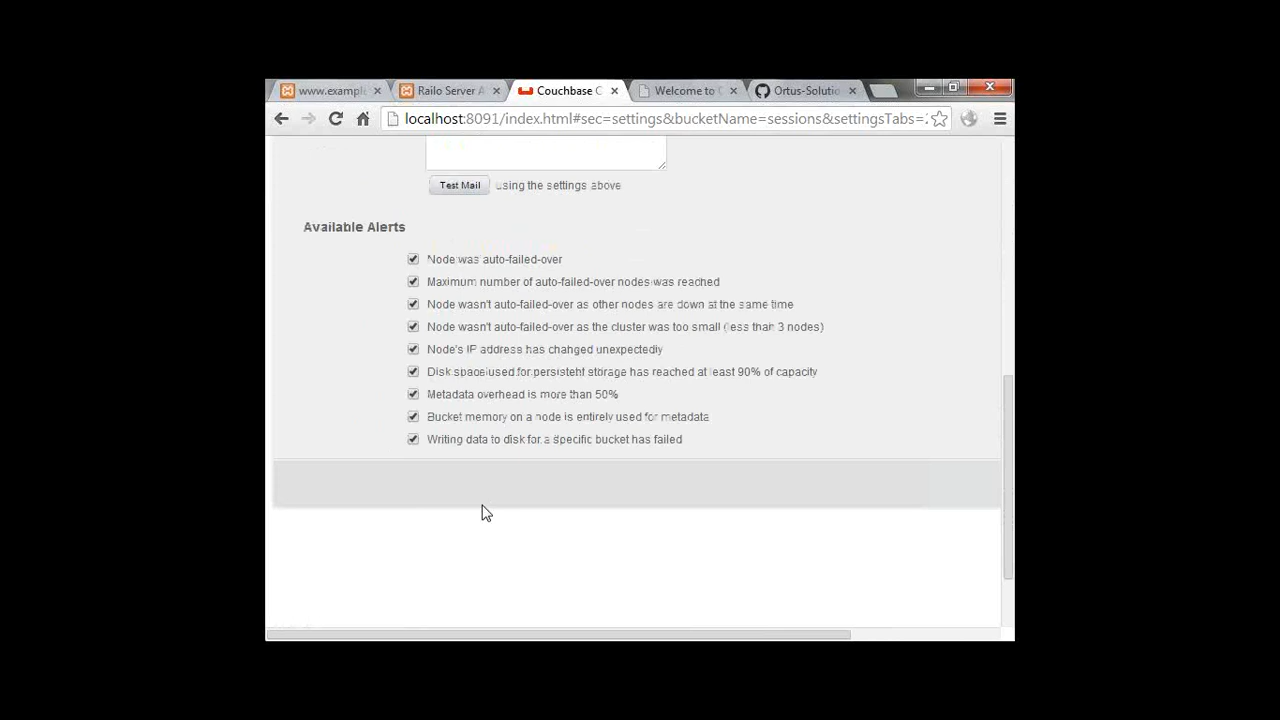 www.example
Railo Server A
Couchbase C
Welcome to C
Ortus-Solutio
localhost:8091/index.html#sec=settings&bucketName=sessions&settingsTabs=
Test Mail using the settings above
Available Alerts
Node was auto-failed-over
Maximum number of auto-failed-over nodes was reached
Node wasn't auto-failed-over as other nodes are down at the same time
Node wasn't auto-failed-over as the cluster was too small (less than 3 nodes)
Node's IP address has changed unexpectedly
Disk space used for persistent storage has reached at least 90% of capacity
Metadata overhead is more than 50%
Bucket memory on a node is entirely used for metadata
Writing data to disk for a specific bucket has failed